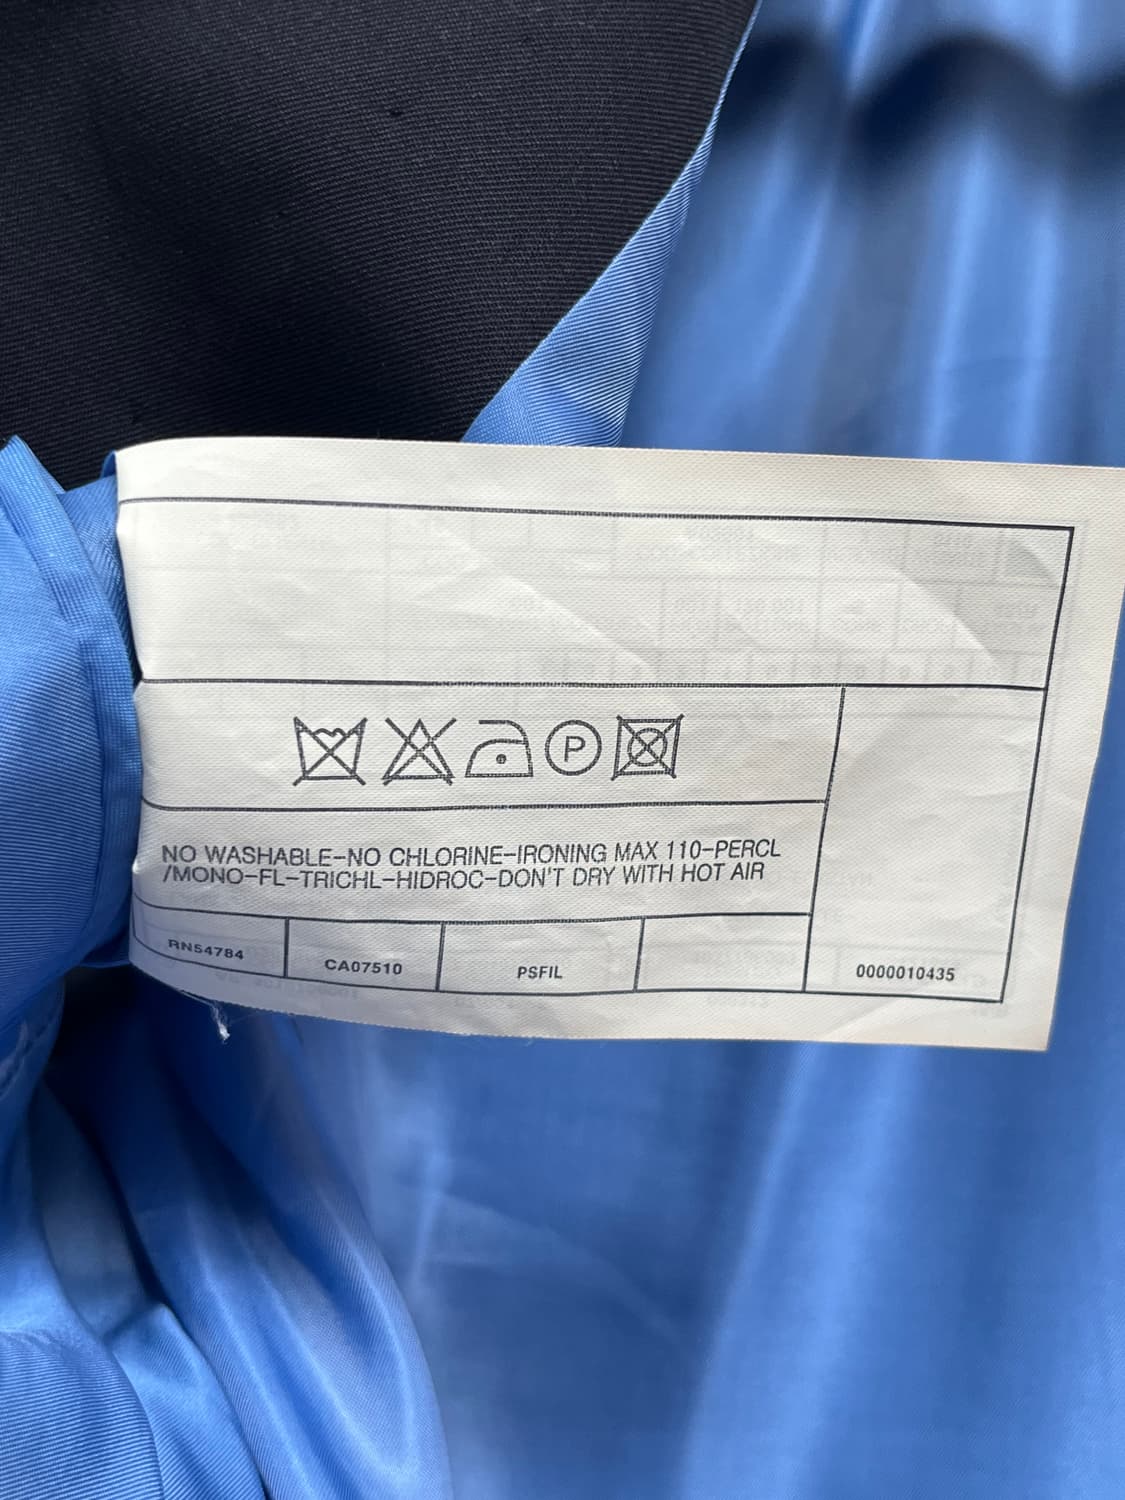 P
NO WASHABLE-NO CHLORINE-IRONING MAX 110-PERCL
/MONO-FL-TRICHL-HIDROC-DON'T DRY WITH HOT AIR
RN54784
CA07510
PSFIL
0000010435